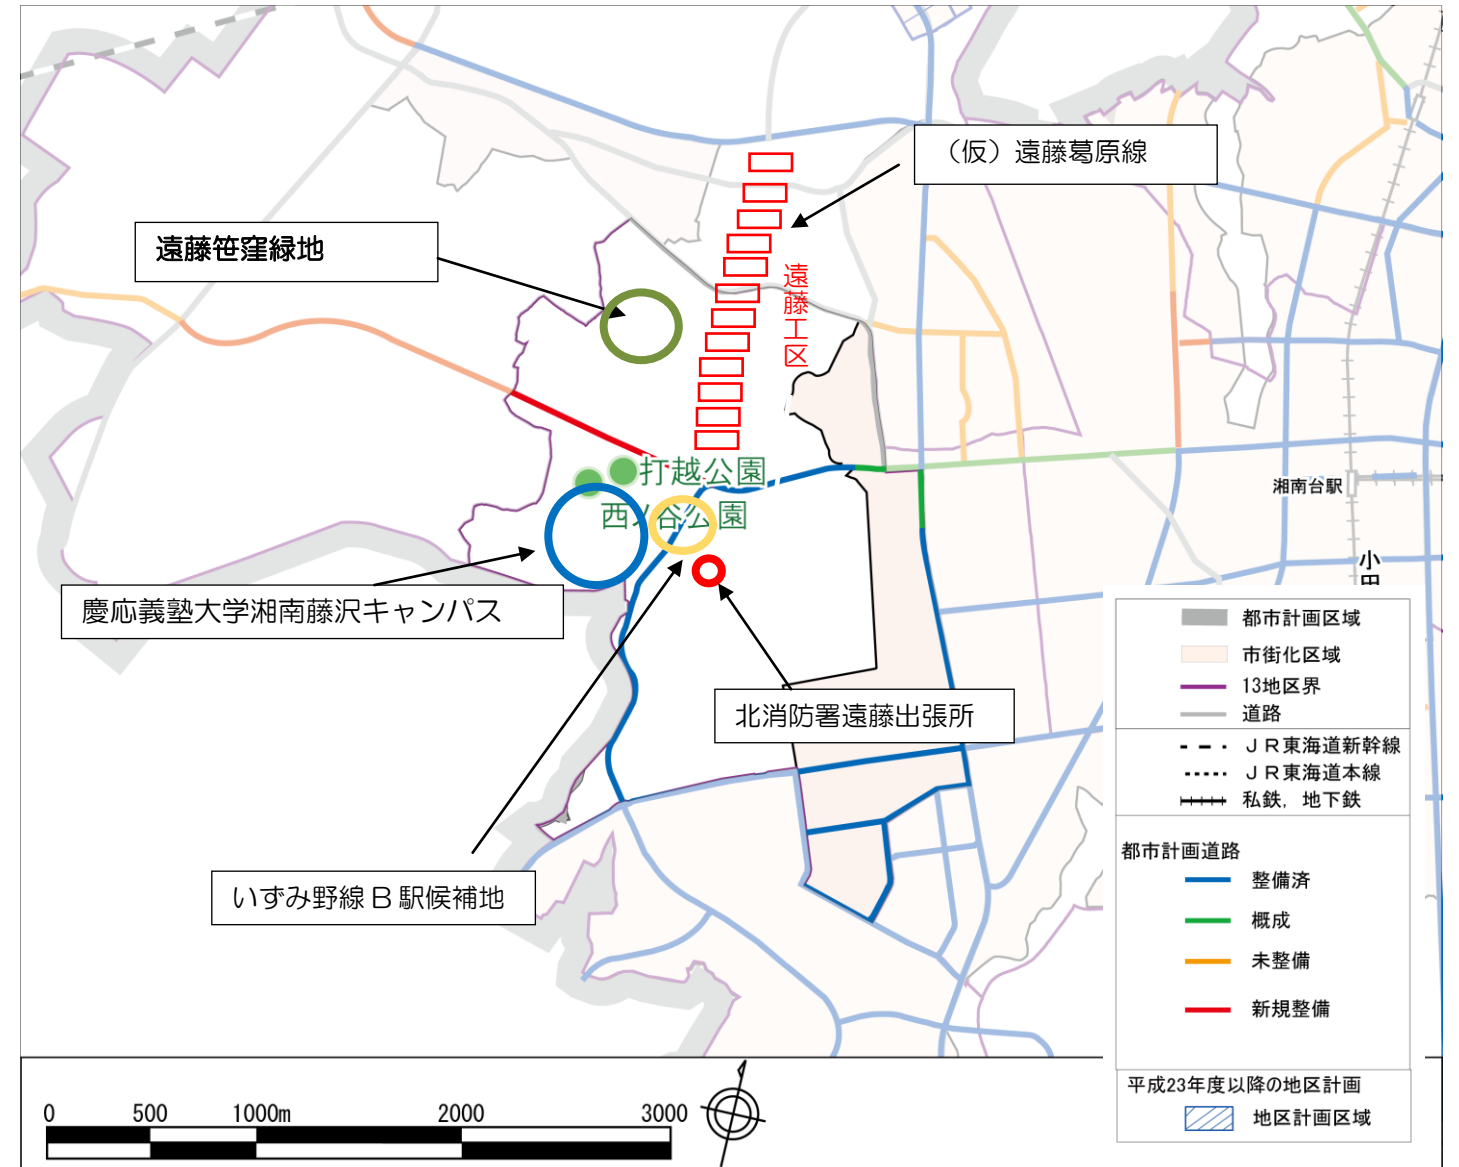 （仮）遠藤葛原線
遠藤笹窪緑地
遠藤工区
打越公園
西ノ谷公園
湘南台駅
小田
慶応義塾大学湘南藤沢キャンパス
北消防署遠藤出張所
いずみ野線Ｂ駅候補地
都市計画区域
市街化区域
13地区界
道路
ＪＲ東海道新幹線
ＪＲ東海道本線
私鉄，地下鉄
都市計画道路
整備済
概成
未整備
新規整備
平成23年度以降の地区計画
地区計画区域
0 500 1000m 2000 3000